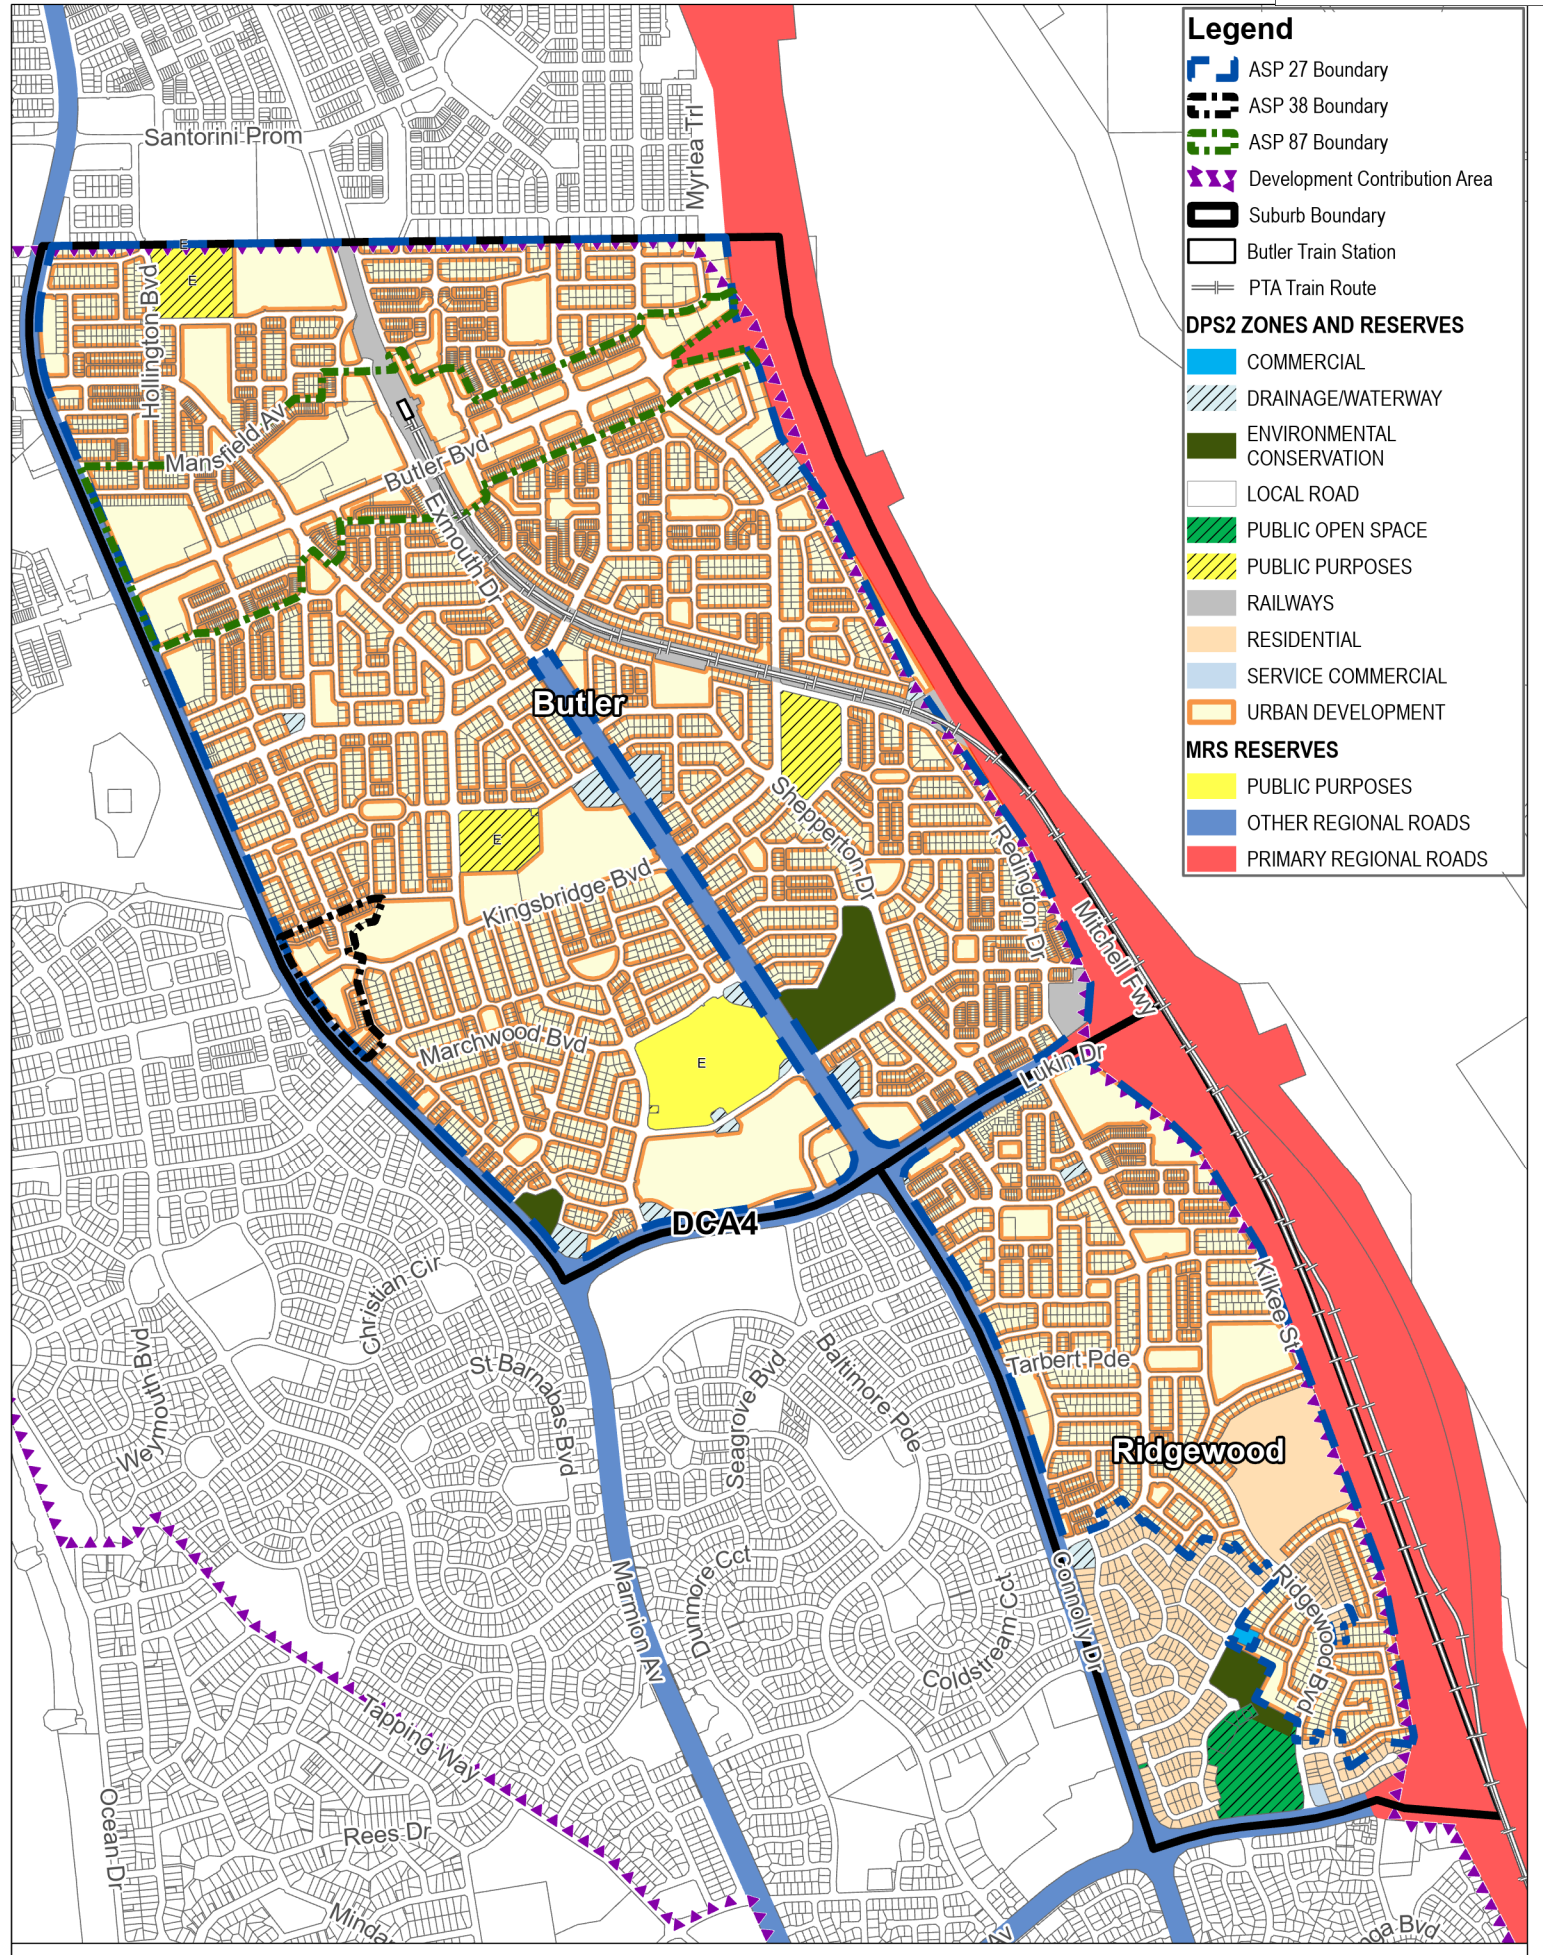 Legend
ASP 27 Boundary
ASP 38 Boundary
ASP 87 Boundary
Development Contribution Area
Suburb Boundary
Butler Train Station
PTA Train Route
DPS2 ZONES AND RESERVES
COMMERCIAL
DRAINAGE/WATERWAY
ENVIRONMENTAL
CONSERVATION
LOCAL ROAD
PUBLIC OPEN SPACE
PUBLIC PURPOSES
RAILWAYS
RESIDENTIAL
SERVICE COMMERCIAL
URBAN DEVELOPMENT
MRS RESERVES
PUBLIC PURPOSES
OTHER REGIONAL ROADS
PRIMARY REGIONAL ROADS
Santorini Prom
Myrlea Trl
E
E
Hollington Bvd
Mansfield Av
Butler Bvd
Exmouth Dr
Butler
Shepperton Dr
E
Redington Dr
Kingsbridge Bvd
Mitchell Fwy
Marchwood Bvd
E
Lukin Dr
DCA4
Christian Cir
Kilkee St
Weymouth Bvd
St Barnabas Bvd
Seagrove Bvd
Baltimore Pde
Tarbert Pde
Ridgewood
Marmion Av
Dunmore Cct
Coldstream Cct
Connolly Dr
Ridgewood Bvd
Tapping Way
Ocean Dr
Rees Dr
Minda
Av
ga Bvd